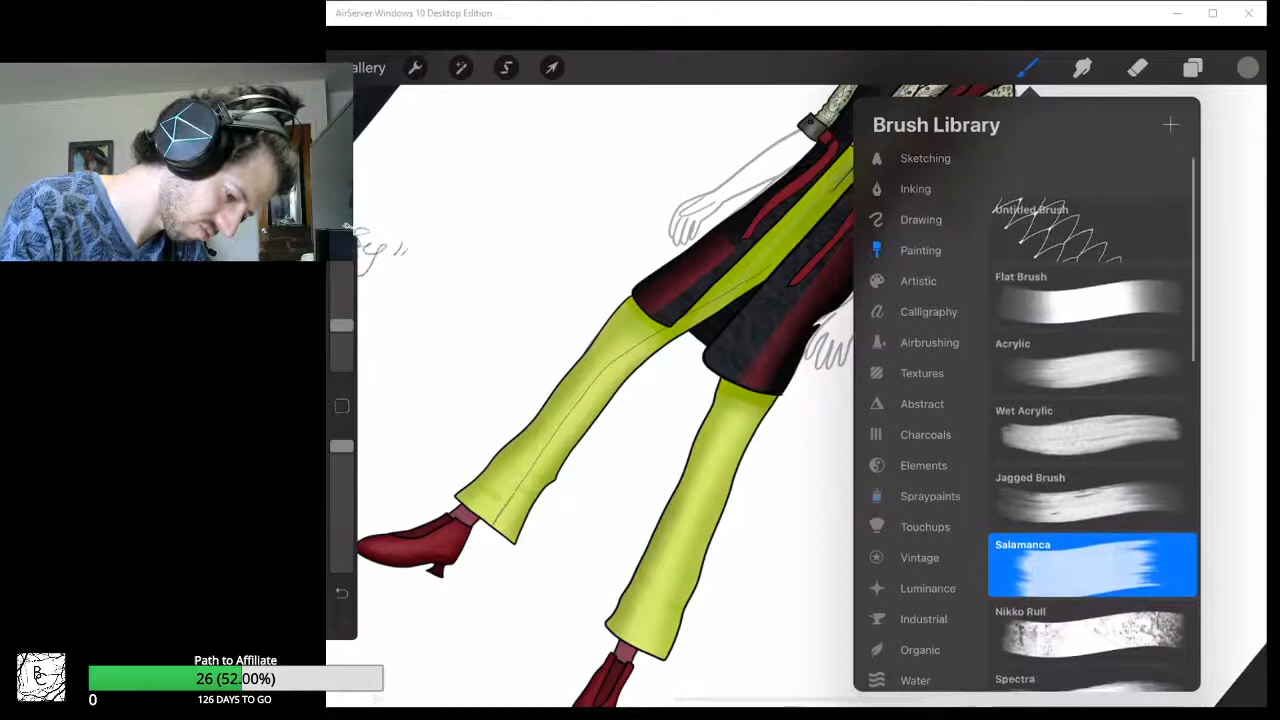 AirServer Windows 10 Desktop Edition
allery
Brush Library
Sketching
Inking
Drawing
Painting
Artistic
Calligraphy
Airbrushing
Textures
Abstract
Charcoals
Elements
Spraypaints
Touchups
Vintage
Luminance
Industrial
Organic
Water
Untitled Brush
Flat Brush
Acrylic
Wet Acrylic
Jagged Brush
Salamanca
Nikko Rull
Spectra
Path to Affiliate
26 (52.00%)
0
126 DAYS TO GO